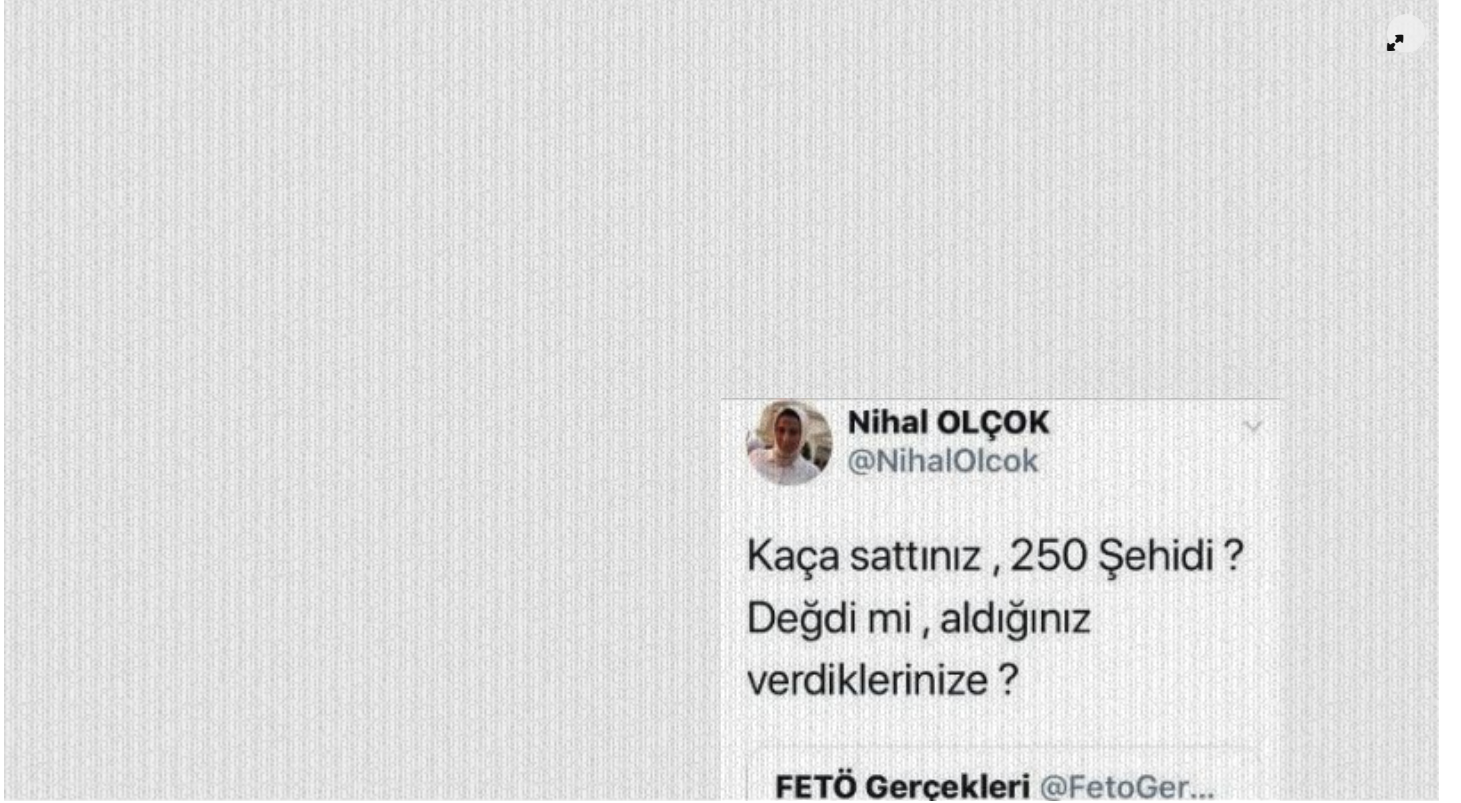 Nihal OLÇOK
@NihalOlcok
Kaça sattınız , 250 Şehidi ?
Değdi mi , aldığınız
verdiklerinize ?
FETÖ Gerçekleri @FetoGer...